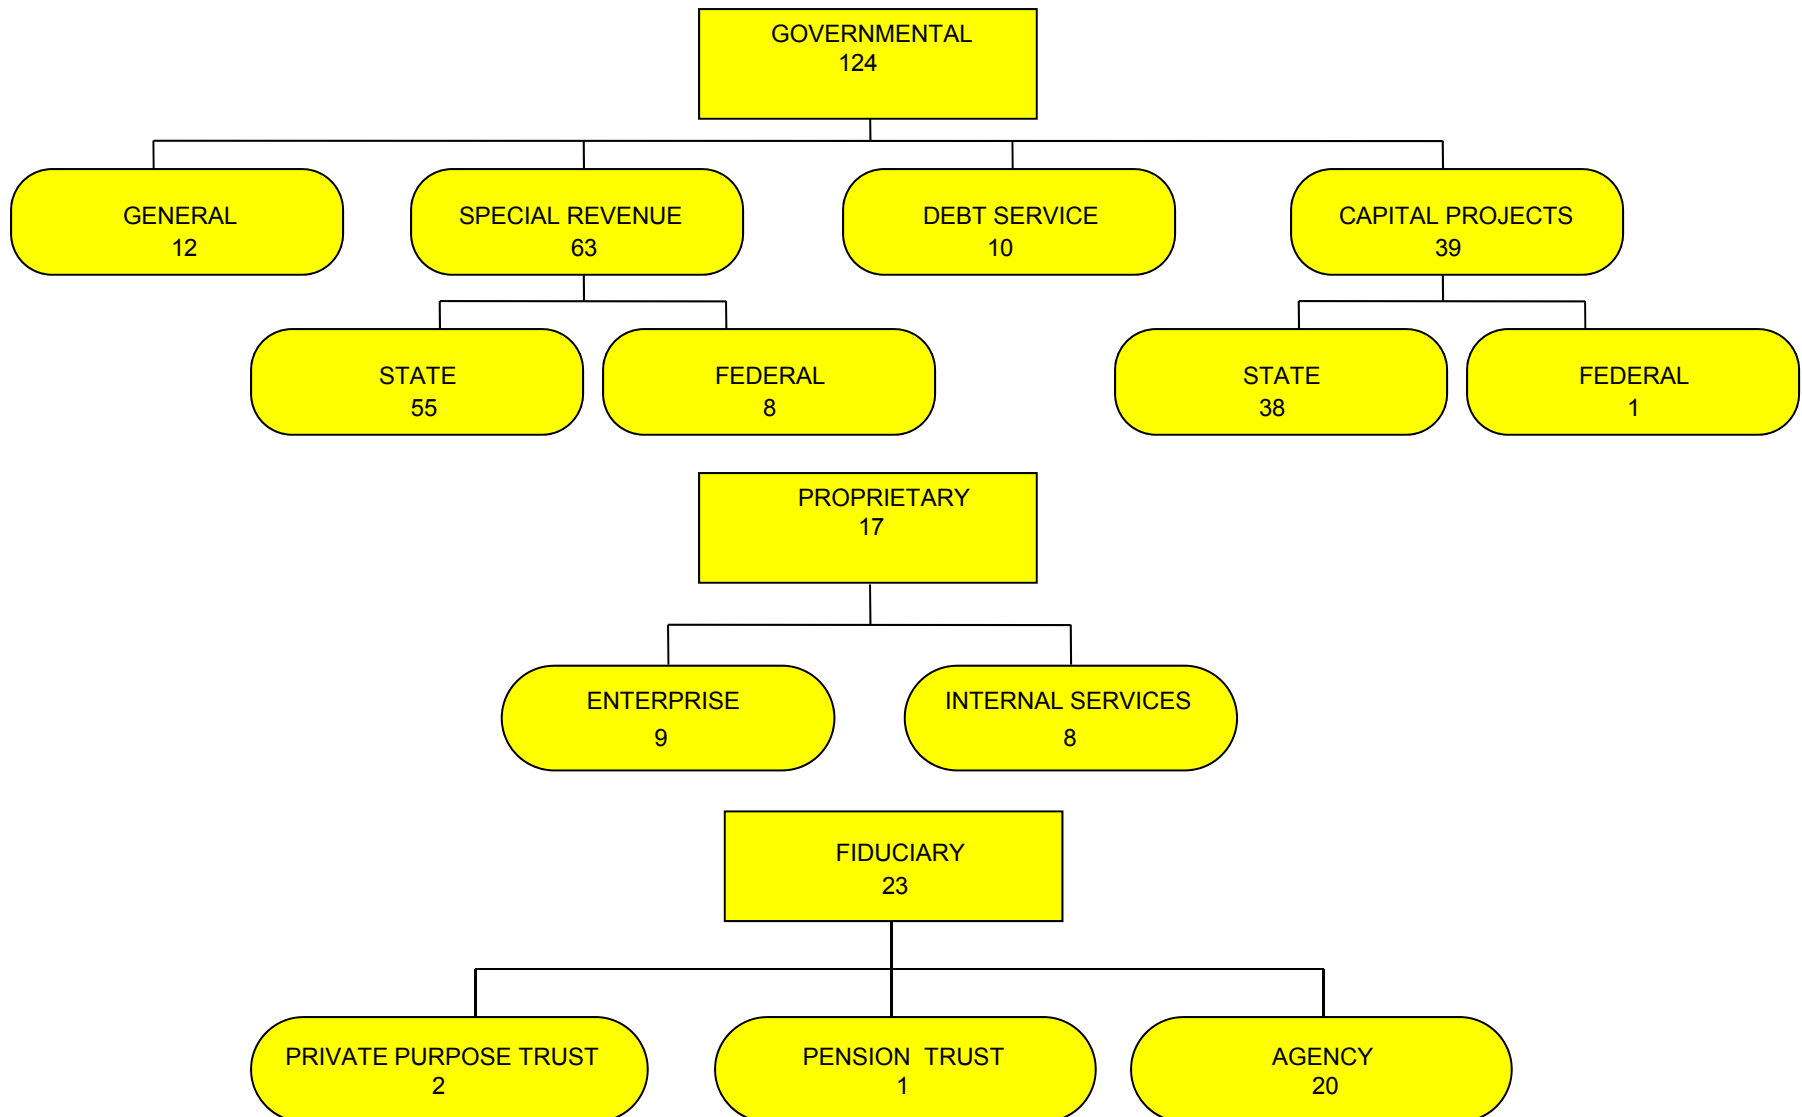 GOVERNMENTAL
124
GENERAL
12
SPECIAL REVENUE
63
DEBT SERVICE
10
CAPITAL PROJECTS
39
STATE
55
FEDERAL
8
STATE
38
FEDERAL
1
PROPRIETARY
17
ENTERPRISE
9
INTERNAL SERVICES
8
FIDUCIARY
23
PRIVATE PURPOSE TRUST
2
PENSION TRUST
1
AGENCY
20